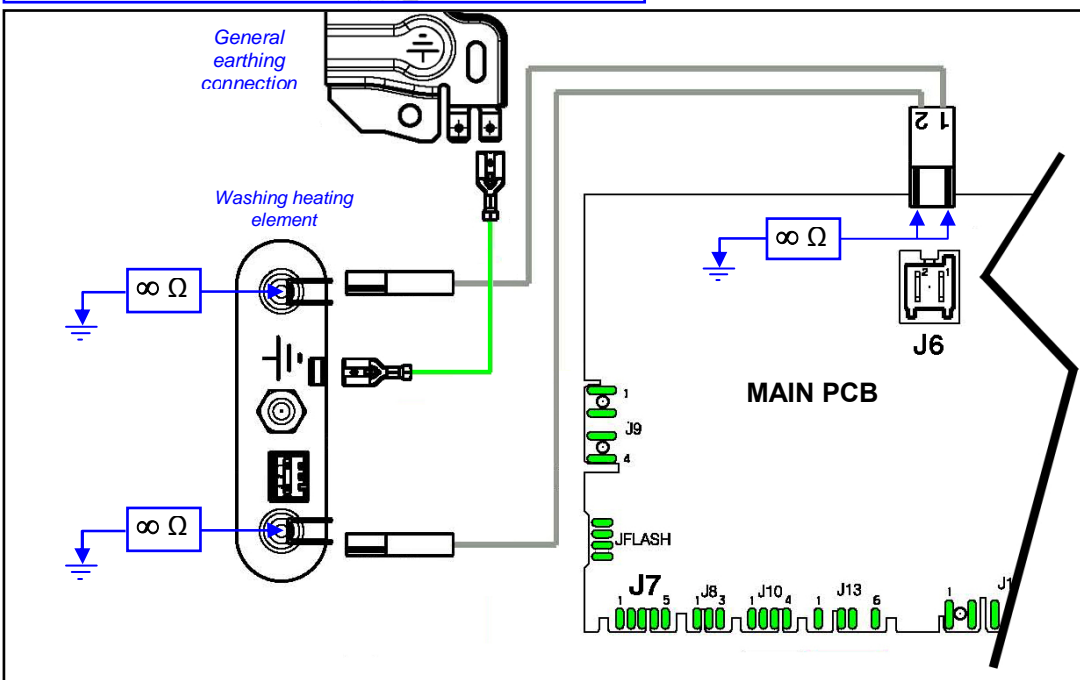 General
earthing
connection
2 1
Washing heating
element
∞ Ω
∞ Ω
2 1
J6
MAIN PCB
1
J9
4
∞ Ω
JFLASH
J7
J8
J10
J13
J1
1 5
1 3
1 4
1 6
1